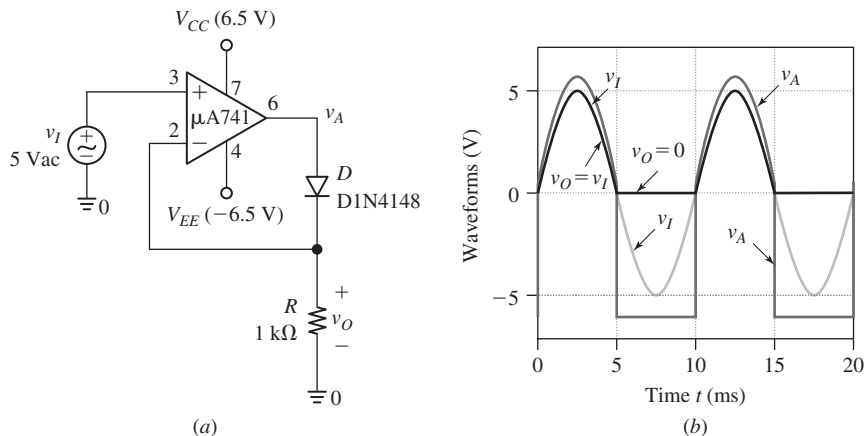 V_CC (6.5 V)
3
7
+
μA741
6
v_A
v_I
+
−
5 Vac
2
−
4
D
D1N4148
0
V_EE (−6.5 V)
+
R
v_O
1 kΩ
−
0
(a)
Waveforms (V)
5
0
−5
v_I
v_A
v_O = 0
v_O = v_I
v_I
v_A
0
5
10
15
20
Time t (ms)
(b)